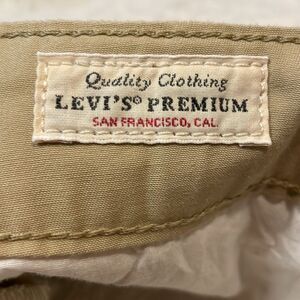 Quality Clothing
LEVI'S® PREMIUM
SAN FRANCISCO, CAL.